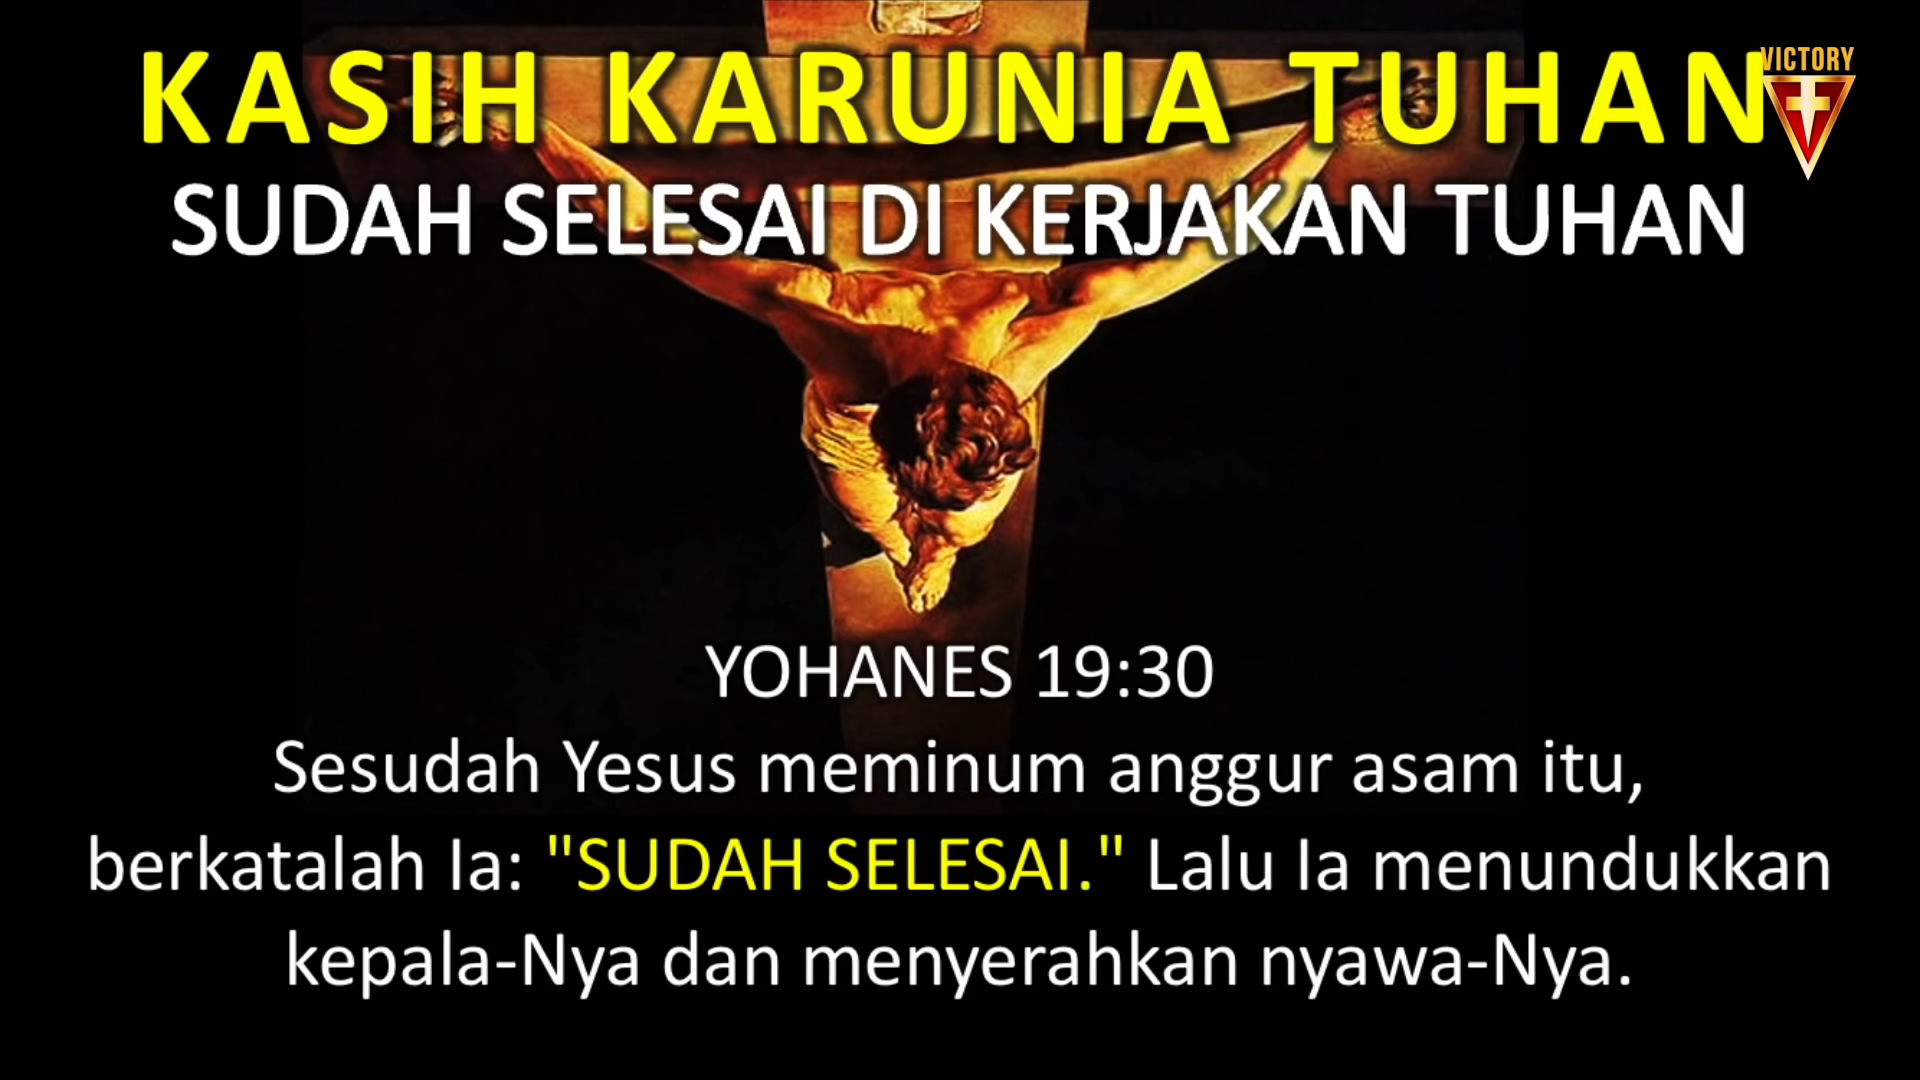 KASIH KARUNIA TUHAN
VICTORY
SUDAH SELESAI DI KERJAKAN TUHAN
YOHANES 19:30
Sesudah Yesus meminum anggur asam itu,
berkatalah Ia: "SUDAH SELESAI." Lalu Ia menundukkan
kepala-Nya dan menyerahkan nyawa-Nya.